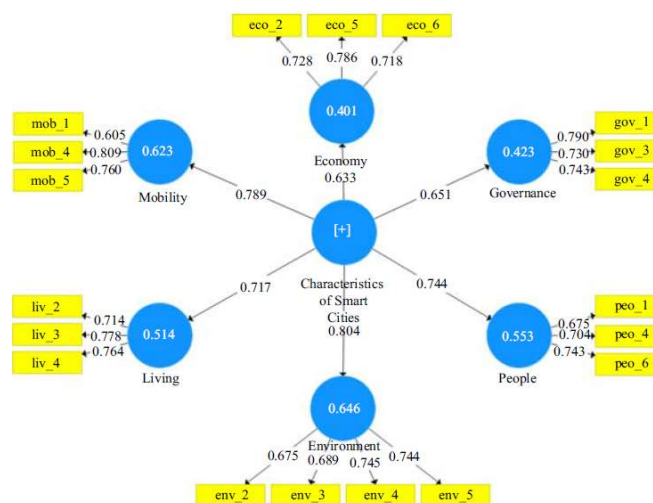 eco_2
eco_5
eco_6
0.728
0.786
0.718
0.401
Economy
0.633
mob_1
mob_4
mob_5
0.605
0.809
0.760
0.623
Mobility
0.789
gov_1
gov_3
gov_4
0.790
0.730
0.743
0.423
Governance
0.651
[+]
Characteristics
of Smart
Cities
0.804
0.717
0.744
liv_2
liv_3
liv_4
0.714
0.778
0.764
0.514
Living
peo_1
peo_4
peo_6
0.675
0.704
0.743
0.553
People
0.646
Environment
0.675
0.689
0.745
0.744
env_2
env_3
env_4
env_5